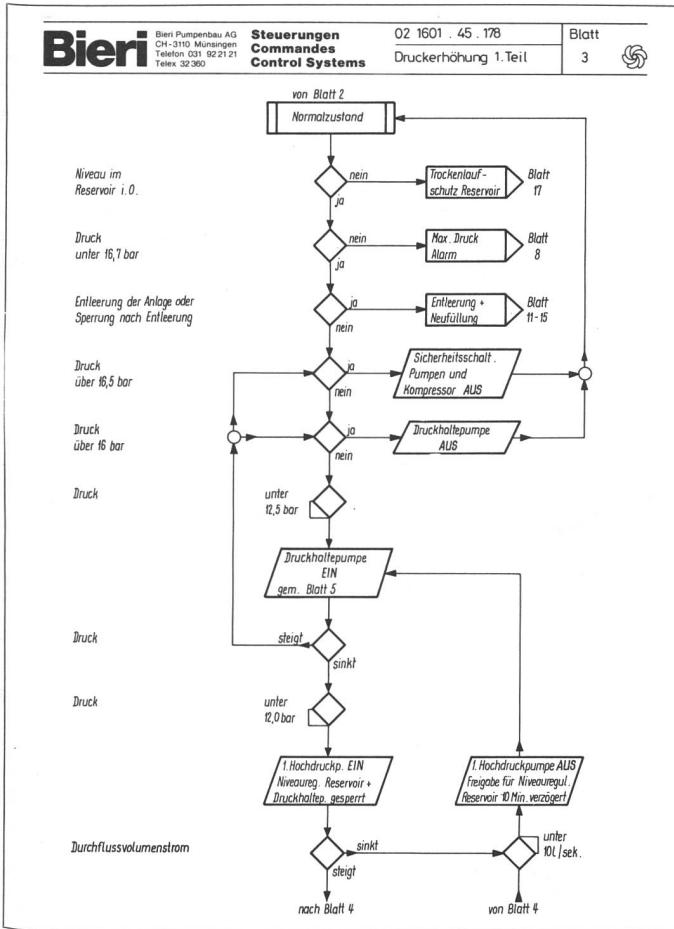 Bieri
Bieri Pumpenbau AG
CH-3110 Münsingen
Telefon 031 92 21 21
Telex 32 360
Steuerungen
Commandes
Control Systems
02 1601 . 45 . 178
Druckerhöhung 1.Teil
Blatt
3
von Blatt 2
Normalzustand
Niveau im
Reservoir i.O.
nein
ja
Trockenlauf-
schutz Reservoir
Blatt
17
Druck
unter 16,7 bar
nein
ja
Max. Druck
Alarm
Blatt
8
Entleerung der Anlage oder
Sperrung nach Entleerung
ja
nein
Entleerung +
Neufüllung
Blatt
11-15
Druck
über 16,5 bar
ja
nein
Sicherheitsschalt.
Pumpen und
Kompressor AUS
Druck
über 16 bar
ja
nein
Druckhaltepumpe
AUS
Druck
unter
12,5 bar
Druckhaltepumpe
EIN
gem. Blatt 5
Druck
steigt
sinkt
Druck
unter
12,0 bar
1. Hochdruckp. EIN
Niveaureg. Reservoir +
Druckhaltep. gesperrt
1. Hochdruckpumpe AUS
Freigabe für Niveauregul.
Reservoir 10 Min. verzögert
Durchflussvolumenstrom
sinkt
steigt
unter
10l/sek.
nach Blatt 4
von Blatt 4